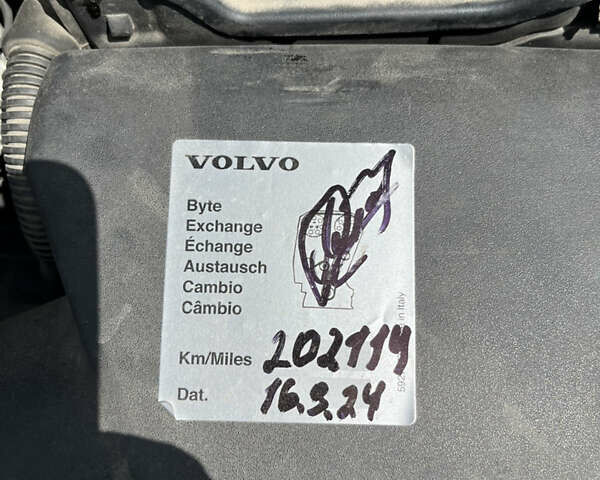 VOLVO
Byte
Exchange
Échange
Austausch
Cambio
Câmbio
Km/Miles 202114
Dat. 16.9.24
in Italy